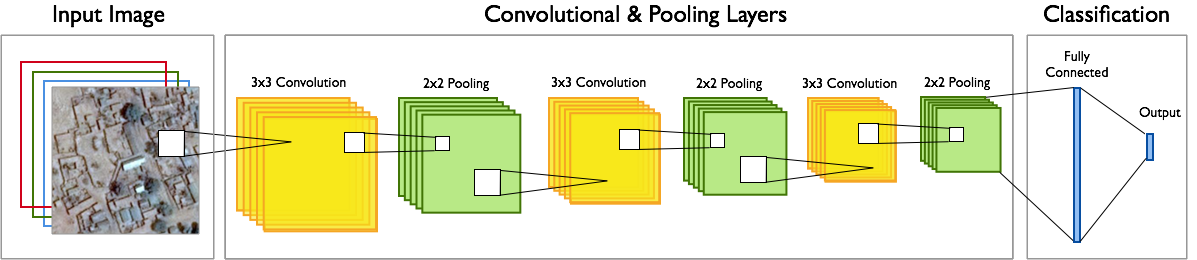 Input Image
Convolutional & Pooling Layers
Classification
3x3 Convolution
2x2 Pooling
3x3 Convolution
2x2 Pooling
3x3 Convolution
2x2 Pooling
Fully
Connected
Output